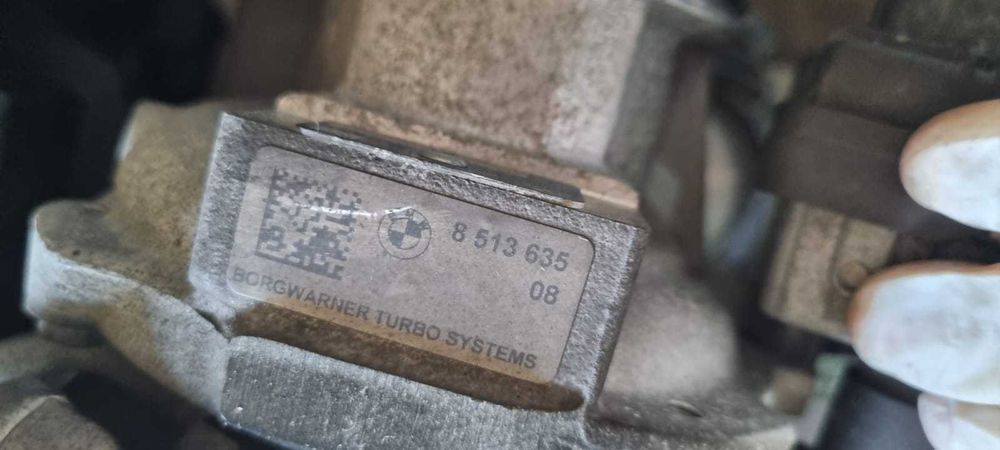 8 513 635
08
BORGWARNER TURBO SYSTEMS